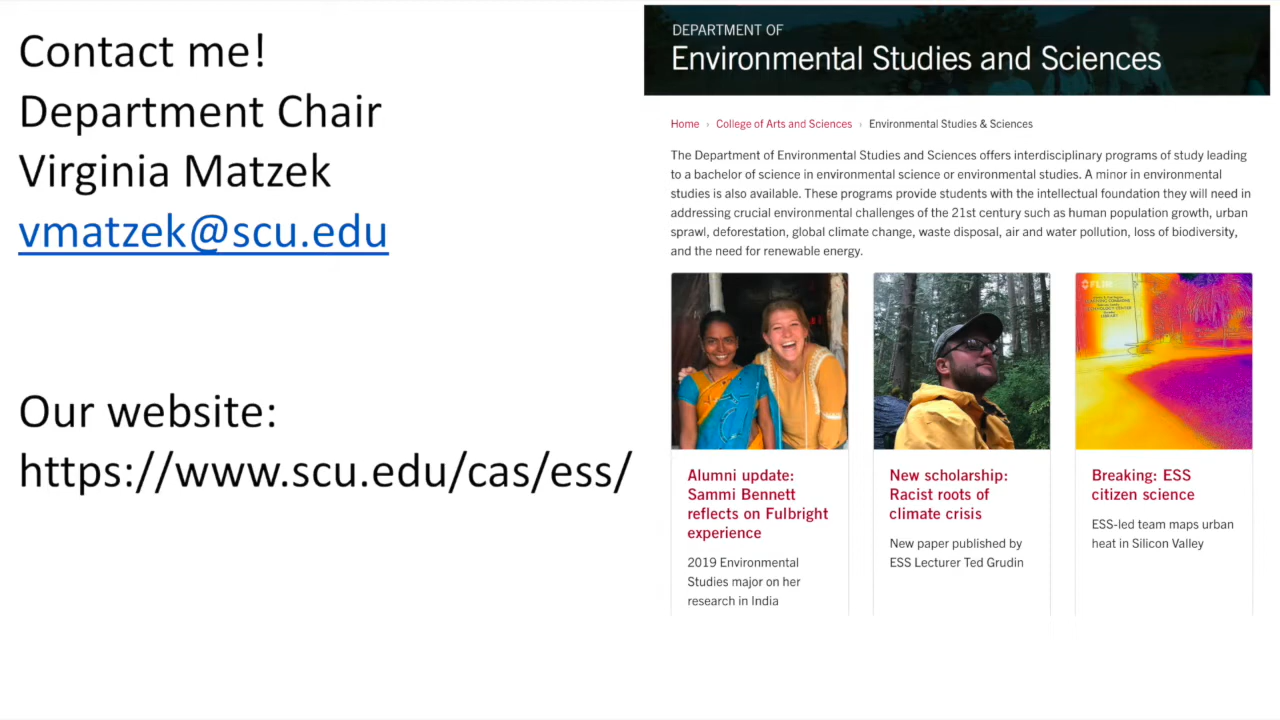 Contact me!
Department Chair
Virginia Matzek
vmatzek@scu.edu
Our website:
https://www.scu.edu/cas/ess/
DEPARTMENT OF
Environmental Studies and Sciences
Home › College of Arts and Sciences › Environmental Studies & Sciences
The Department of Environmental Studies and Sciences offers interdisciplinary programs of study leading
to a bachelor of science in environmental science or environmental studies. A minor in environmental
studies is also available. These programs provide students with the intellectual foundation they will need in
addressing crucial environmental challenges of the 21st century such as human population growth, urban
sprawl, deforestation, global climate change, waste disposal, air and water pollution, loss of biodiversity,
and the need for renewable energy.
FLIR
LIBRARY
Alumni update:
Sammi Bennett
reflects on Fulbright
experience
2019 Environmental
Studies major on her
research in India
New scholarship:
Racist roots of
climate crisis
New paper published by
ESS Lecturer Ted Grudin
Breaking: ESS
citizen science
ESS-led team maps urban
heat in Silicon Valley